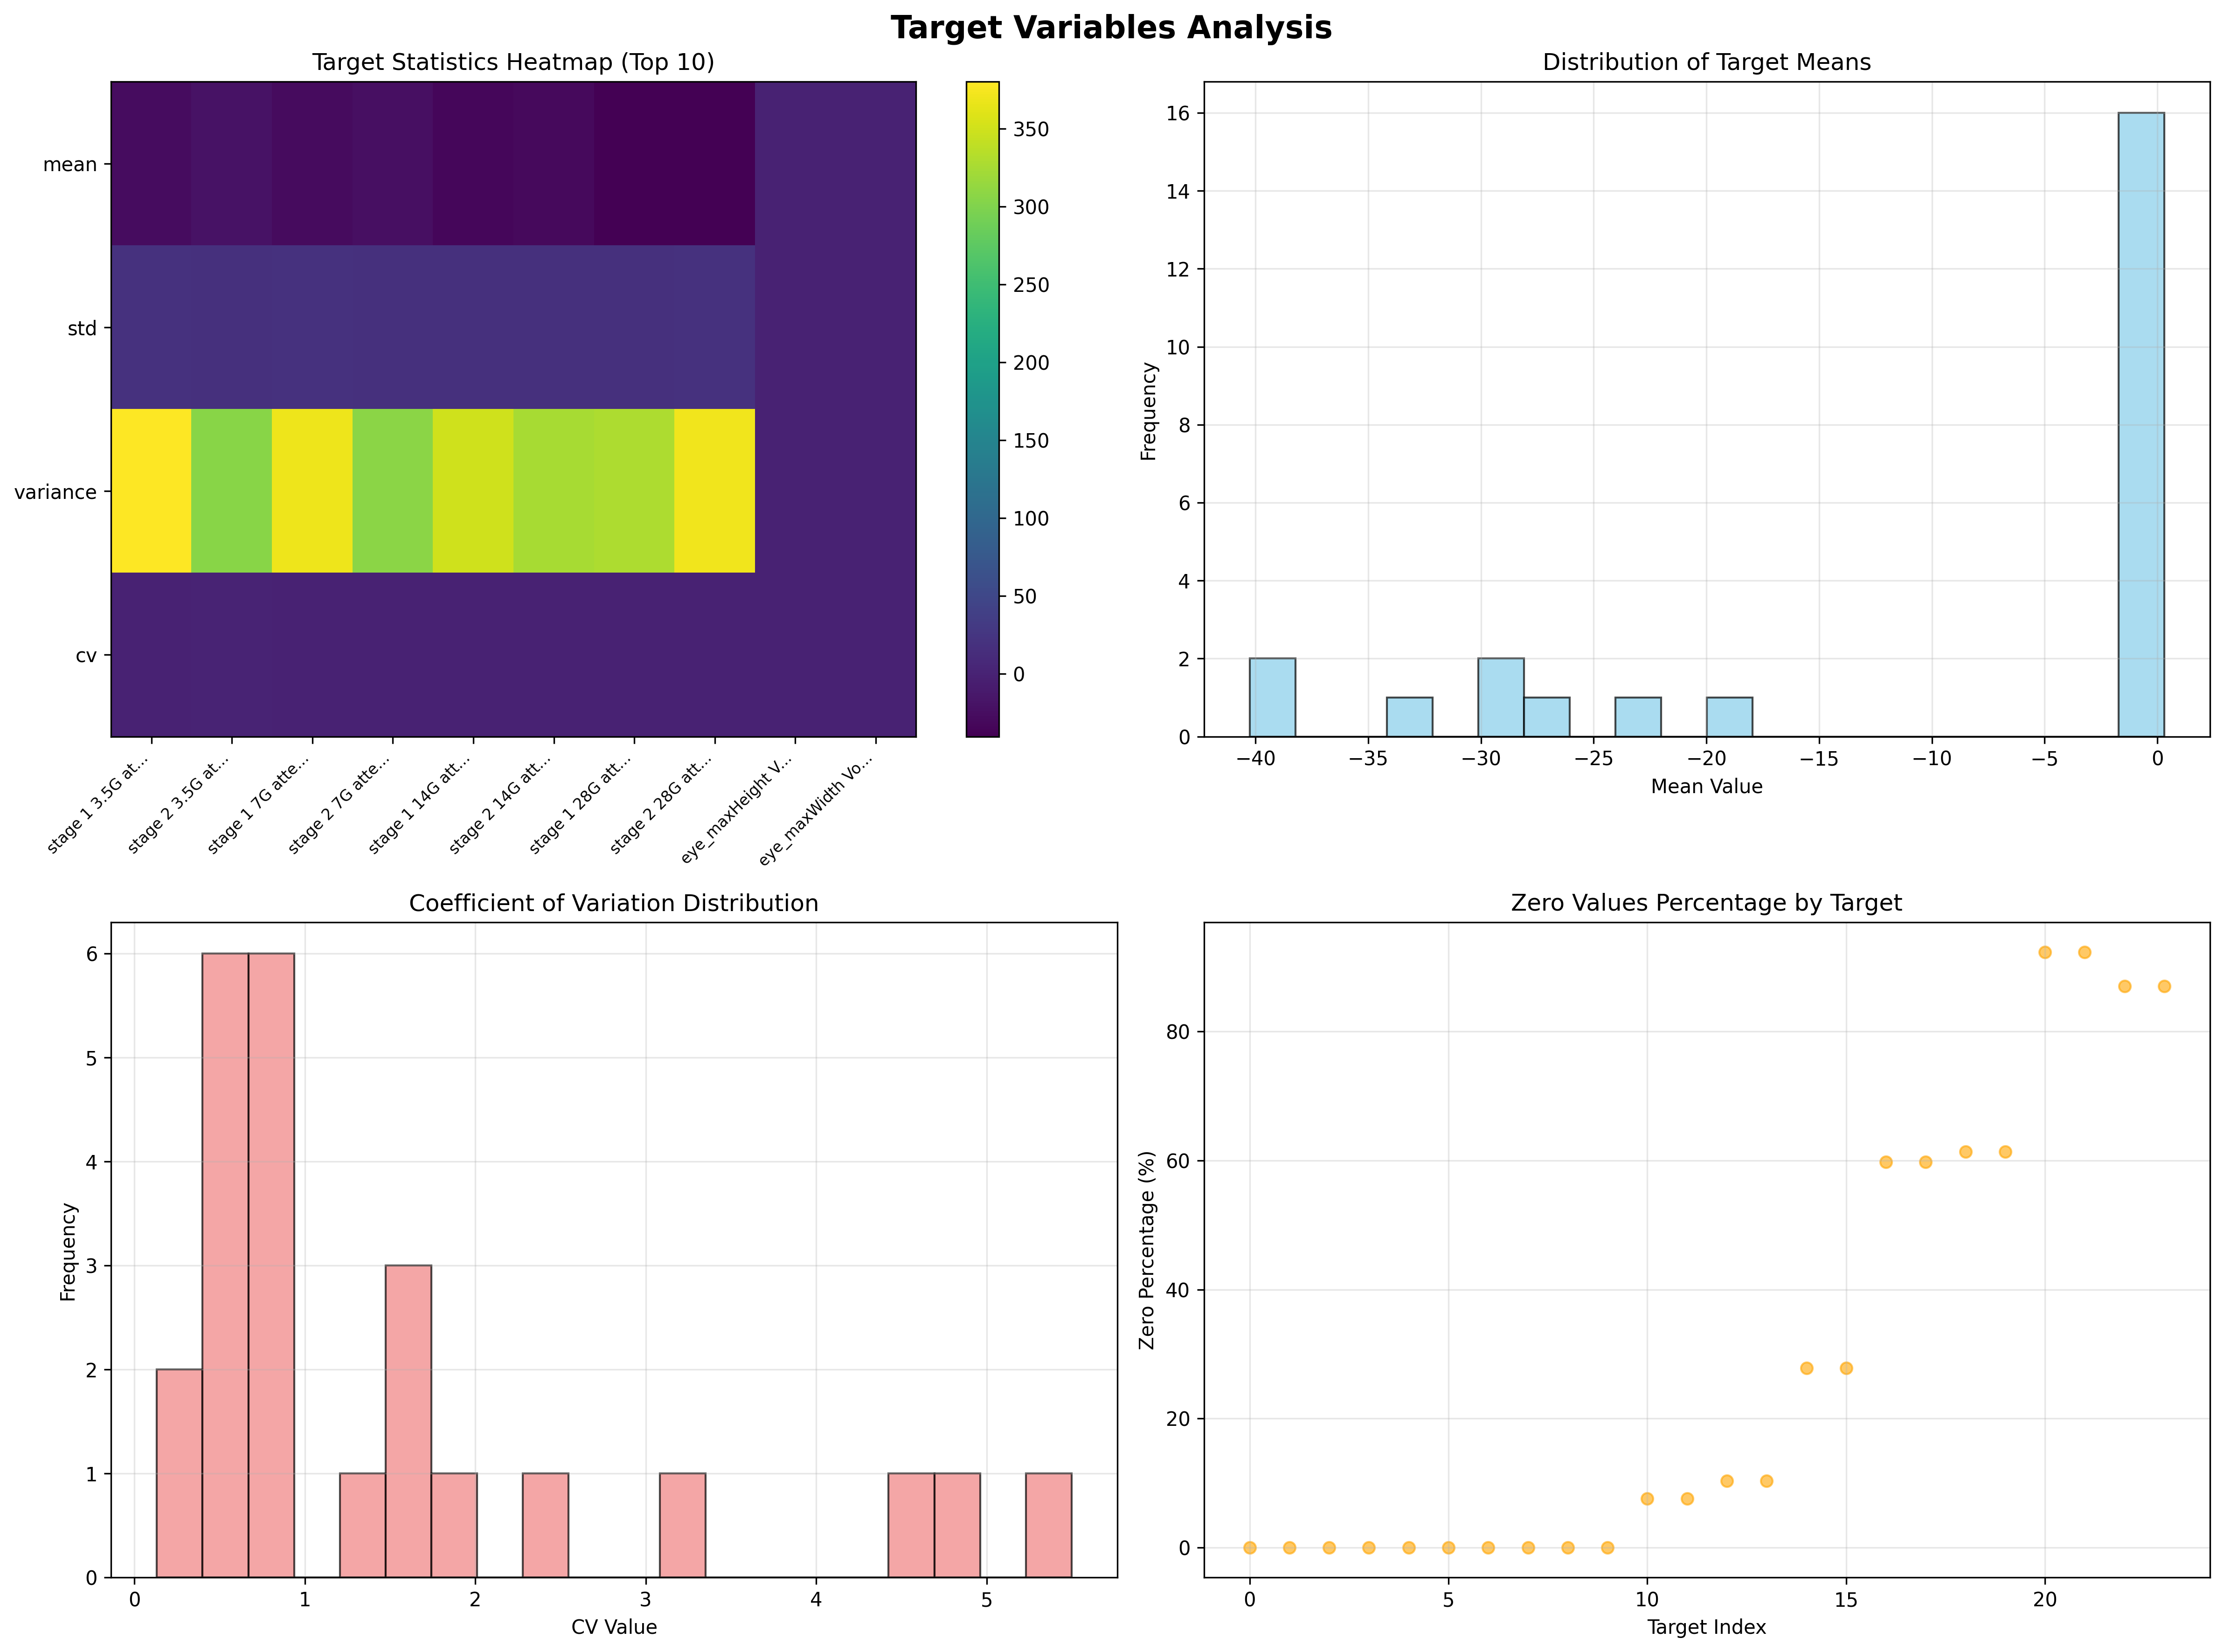 Target Variables Analysis
Target Statistics Heatmap (Top 10)
mean
std
variance
cv
350
300
250
200
150
100
50
0
stage 1 3.5G at...
stage 2 3.5G at...
stage 1 7G atte...
stage 2 7G atte...
stage 1 14G att...
stage 2 14G att...
stage 1 28G att...
stage 2 28G att...
eye_maxHeight V...
eye_maxWidth Vo...
Distribution of Target Means
Frequency
16
14
12
10
8
6
4
2
0
−40 −35 −30 −25 −20 −15 −10 −5 0
Mean Value
Coefficient of Variation Distribution
Frequency
6
5
4
3
2
1
0
0 1 2 3 4 5
CV Value
Zero Values Percentage by Target
Zero Percentage (%)
80
60
40
20
0
0 5 10 15 20
Target Index